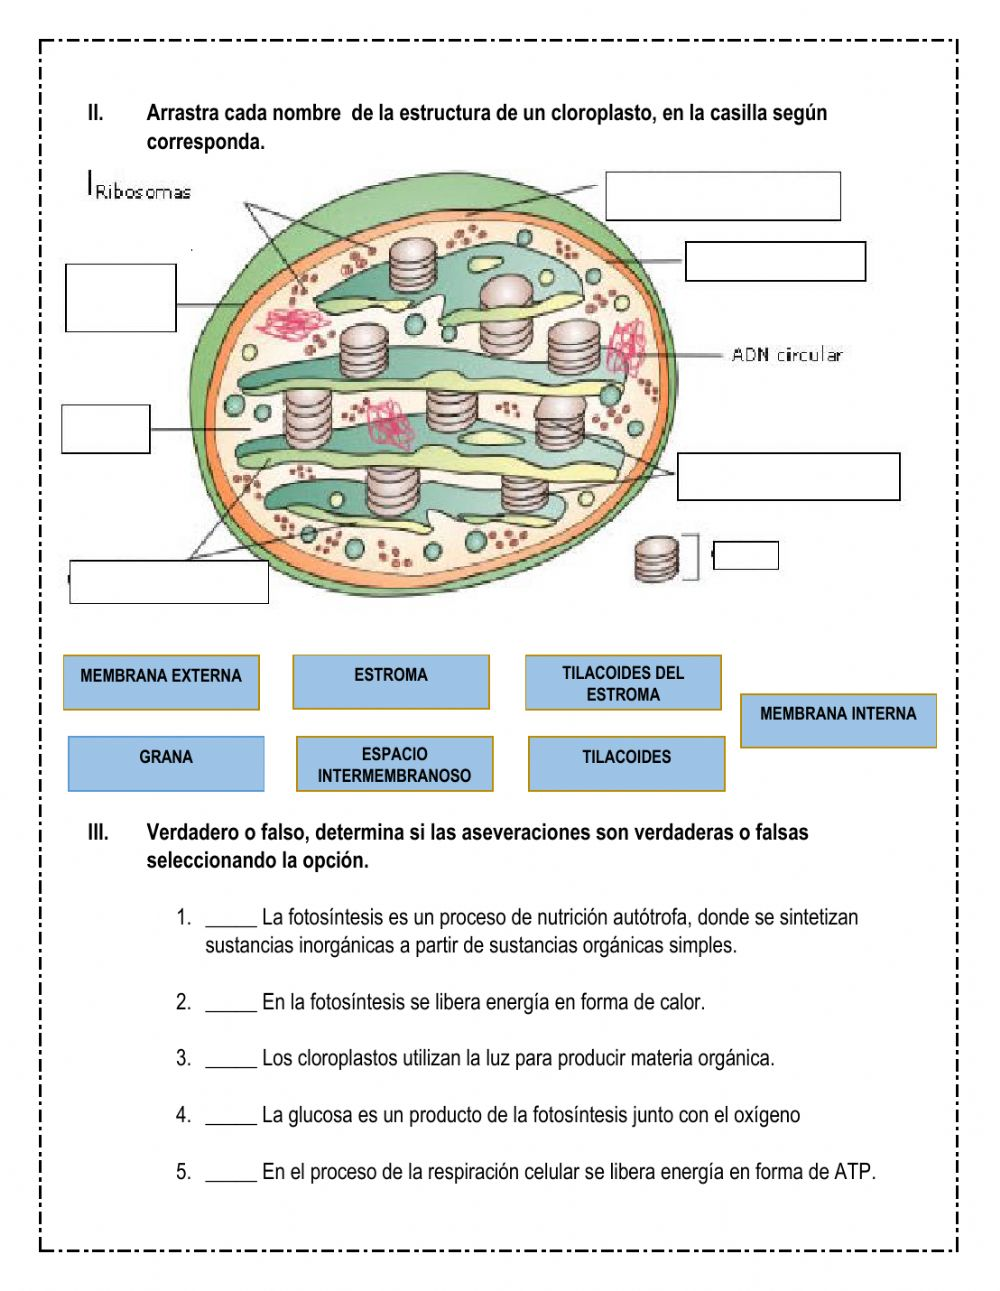 II. Arrastra cada nombre de la estructura de un cloroplasto, en la casilla según
corresponda.
Ribosomas
ADN circular
MEMBRANA EXTERNA
ESTROMA
TILACOIDES DEL
ESTROMA
MEMBRANA INTERNA
GRANA
ESPACIO
INTERMEMBRANOSO
TILACOIDES
III. Verdadero o falso, determina si las aseveraciones son verdaderas o falsas
seleccionando la opción.
1. _____ La fotosíntesis es un proceso de nutrición autótrofa, donde se sintetizan
sustancias inorgánicas a partir de sustancias orgánicas simples.
2. _____ En la fotosíntesis se libera energía en forma de calor.
3. _____ Los cloroplastos utilizan la luz para producir materia orgánica.
4. _____ La glucosa es un producto de la fotosíntesis junto con el oxígeno
5. _____ En el proceso de la respiración celular se libera energía en forma de ATP.